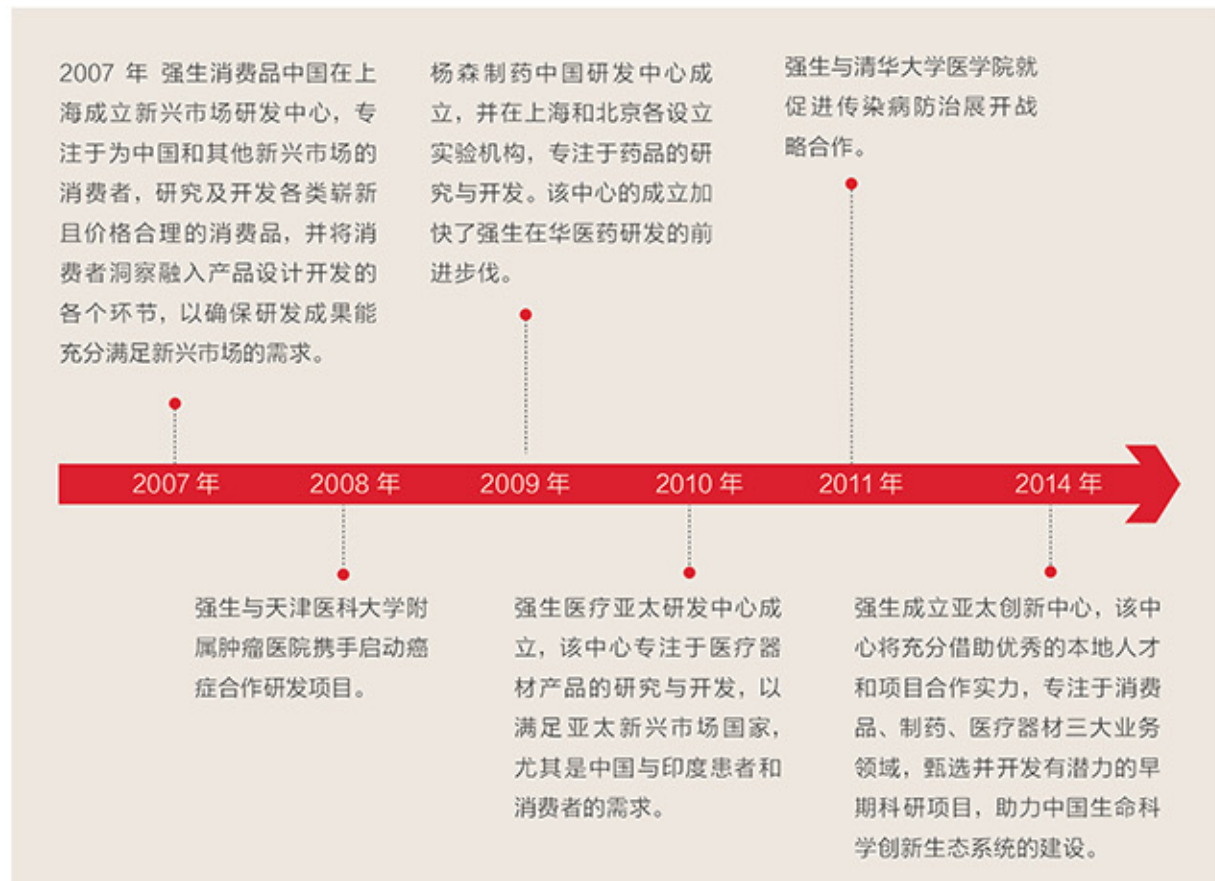 2007 年 强生消费品中国在上
海成立新兴市场研发中心，专
注于为中国和其他新兴市场的
消费者，研究及开发各类崭新
且价格合理的消费品，并将消
费者洞察融入产品设计开发的
各个环节，以确保研发成果能
充分满足新兴市场的需求。
杨森制药中国研发中心成
立，并在上海和北京各设立
实验机构，专注于药品的研
究与开发。该中心的成立加
快了强生在华医药研发的前
进步伐。
强生与清华大学医学院就
促进传染病防治展开战
略合作。
2007 年 2008 年 2009 年 2010 年 2011 年 2014 年
强生与天津医科大学附
属肿瘤医院携手启动癌
症合作研发项目。
强生医疗亚太研发中心成
立，该中心专注于医疗器
材产品的研究与开发，以
满足亚太新兴市场国家，
尤其是中国与印度患者和
消费者的需求。
强生成立亚太创新中心，该中
心将充分借助优秀的本地人才
和项目合作实力，专注于消费
品、制药、医疗器材三大业务
领域，甄选并开发有潜力的早
期科研项目，助力中国生命科
学创新生态系统的建设。